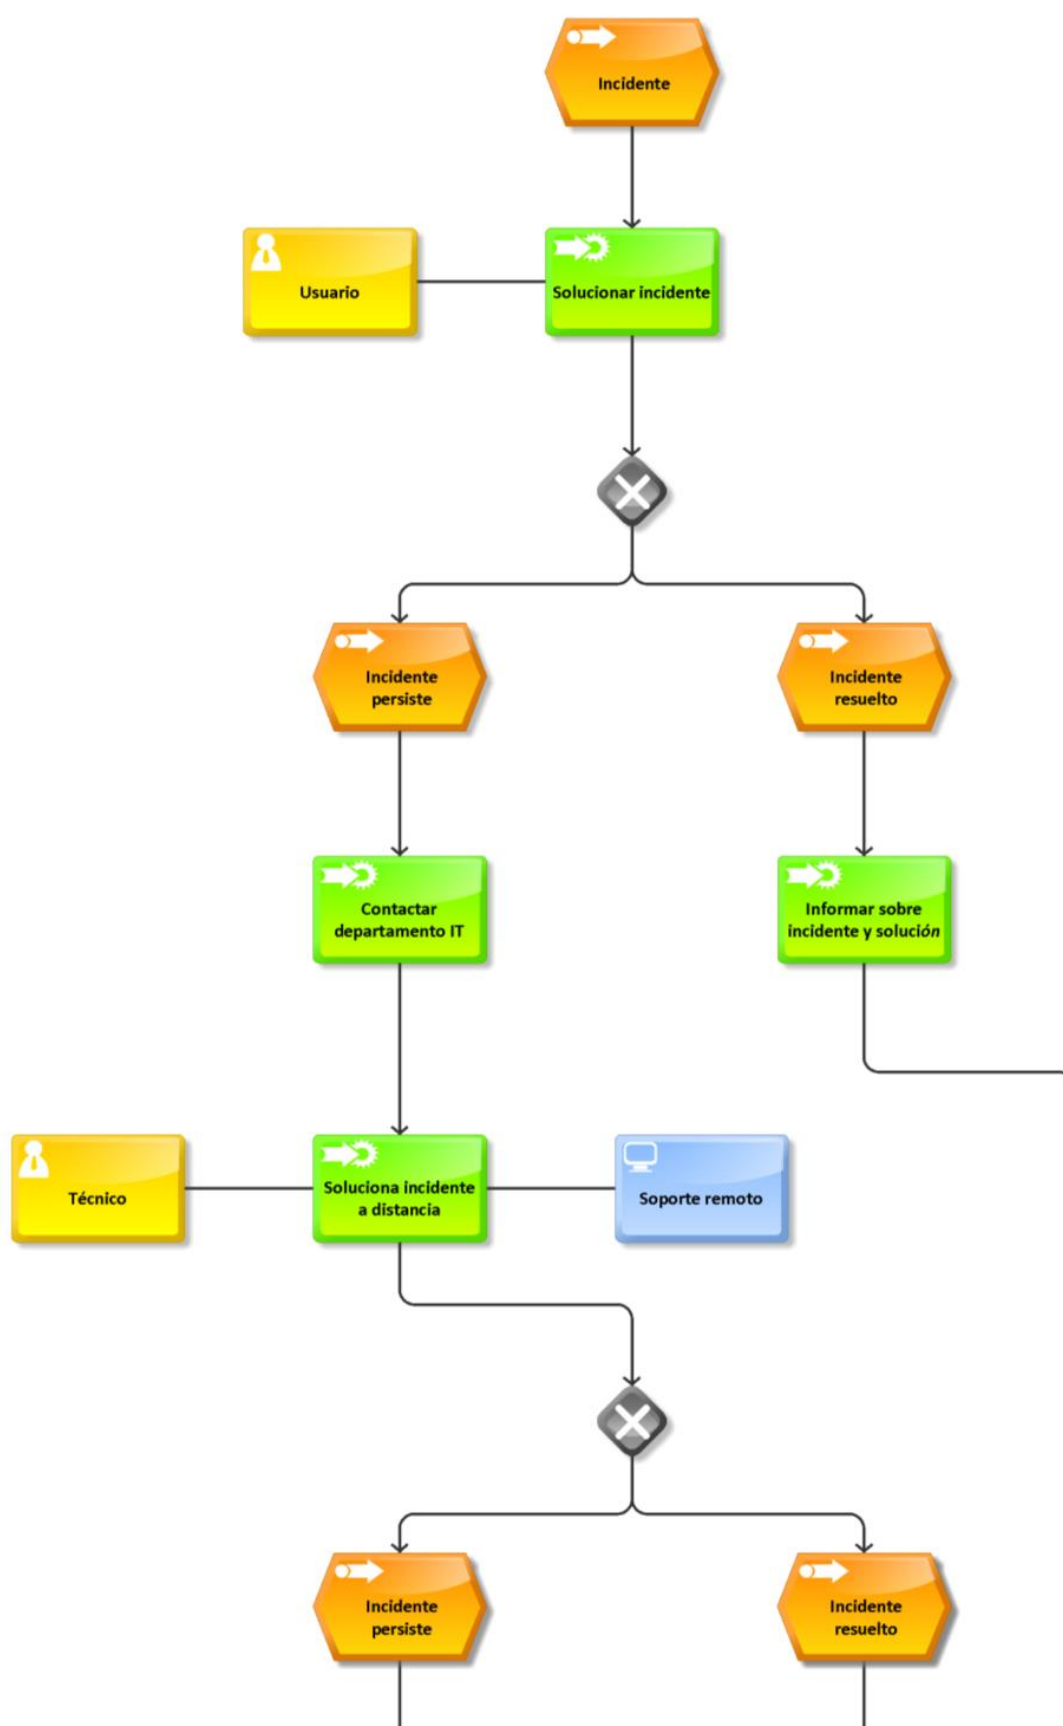 Incidente
Usuario
Solucionar incidente
Incidente
persiste
Incidente
resuelto
Contactar
departamento IT
Informar sobre
incidente y solución
Técnico
Soluciona incidente
a distancia
Soporte remoto
Incidente
persiste
Incidente
resuelto